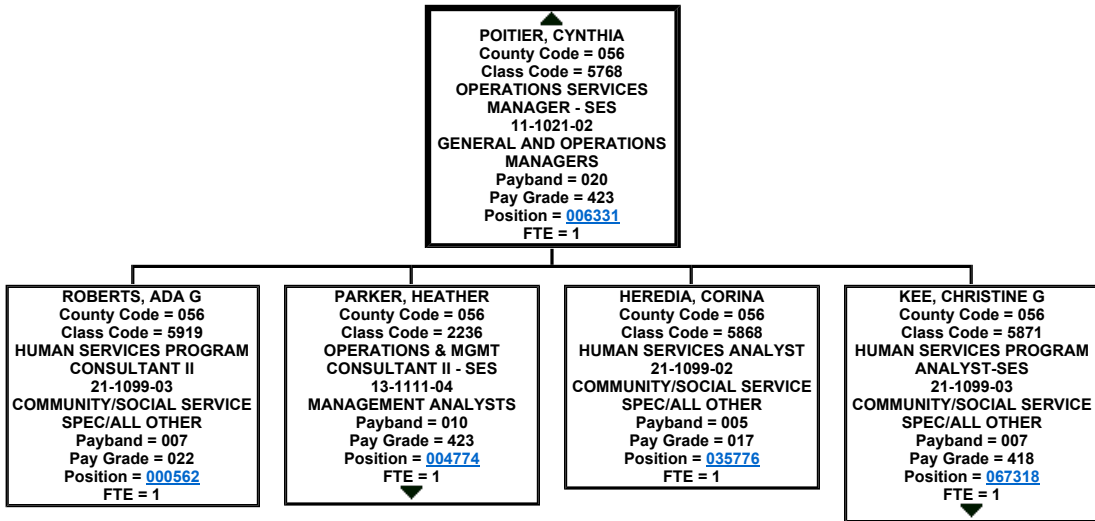 POITIER, CYNTHIA
County Code = 056
Class Code = 5768
OPERATIONS SERVICES
MANAGER - SES
11-1021-02
GENERAL AND OPERATIONS
MANAGERS
Payband = 020
Pay Grade = 423
Position = 006331
FTE = 1
ROBERTS, ADA G
County Code = 056
Class Code = 5919
HUMAN SERVICES PROGRAM
CONSULTANT II
21-1099-03
COMMUNITY/SOCIAL SERVICE
SPEC/ALL OTHER
Payband = 007
Pay Grade = 022
Position = 000562
FTE = 1
PARKER, HEATHER
County Code = 056
Class Code = 2236
OPERATIONS & MGMT
CONSULTANT II - SES
13-1111-04
MANAGEMENT ANALYSTS
Payband = 010
Pay Grade = 423
Position = 004774
FTE = 1
HEREDIA, CORINA
County Code = 056
Class Code = 5868
HUMAN SERVICES ANALYST
21-1099-02
COMMUNITY/SOCIAL SERVICE
SPEC/ALL OTHER
Payband = 005
Pay Grade = 017
Position = 035776
FTE = 1
KEE, CHRISTINE G
County Code = 056
Class Code = 5871
HUMAN SERVICES PROGRAM
ANALYST-SES
21-1099-03
COMMUNITY/SOCIAL SERVICE
SPEC/ALL OTHER
Payband = 007
Pay Grade = 418
Position = 067318
FTE = 1